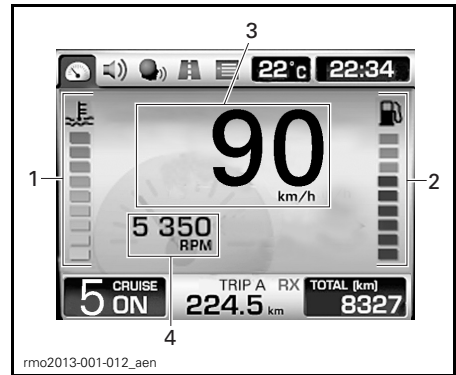 3
22°c 22:34
90
km/h
1
2
5 350
RPM
5 CRUISE ON
TRIP A RX
224.5 km
TOTAL (km)
8327
4
rmo2013-001-012_aen